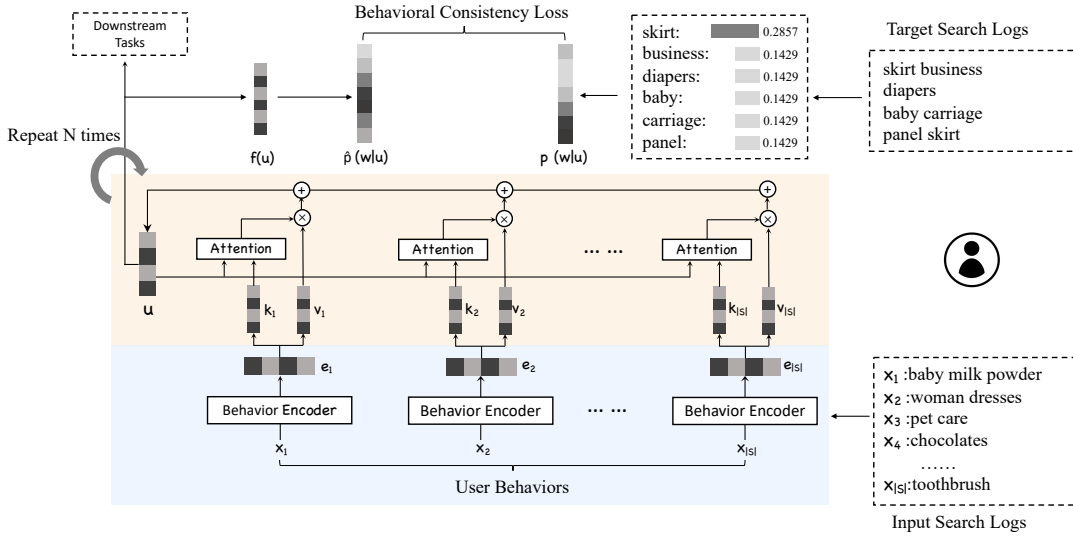 Behavioral Consistency Loss
Downstream
Tasks
Target Search Logs
skirt: 0.2857
business: 0.1429
diapers: 0.1429
baby: 0.1429
carriage: 0.1429
panel: 0.1429
skirt business
diapers
baby carriage
panel skirt
Repeat N times
f(u)
p̂ (w|u)
p (w|u)
+ + +
× × ×
Attention Attention ... ... Attention
u
k₁ v₁ k₂ v₂ k|S| v|S|
e₁ e₂ e|S|
Behavior Encoder Behavior Encoder ... ... Behavior Encoder
x₁ x₂ x|S|
User Behaviors
x₁ :baby milk powder
x₂ :woman dresses
x₃ :pet care
x₄ :chocolates
......
x|S|:toothbrush
Input Search Logs